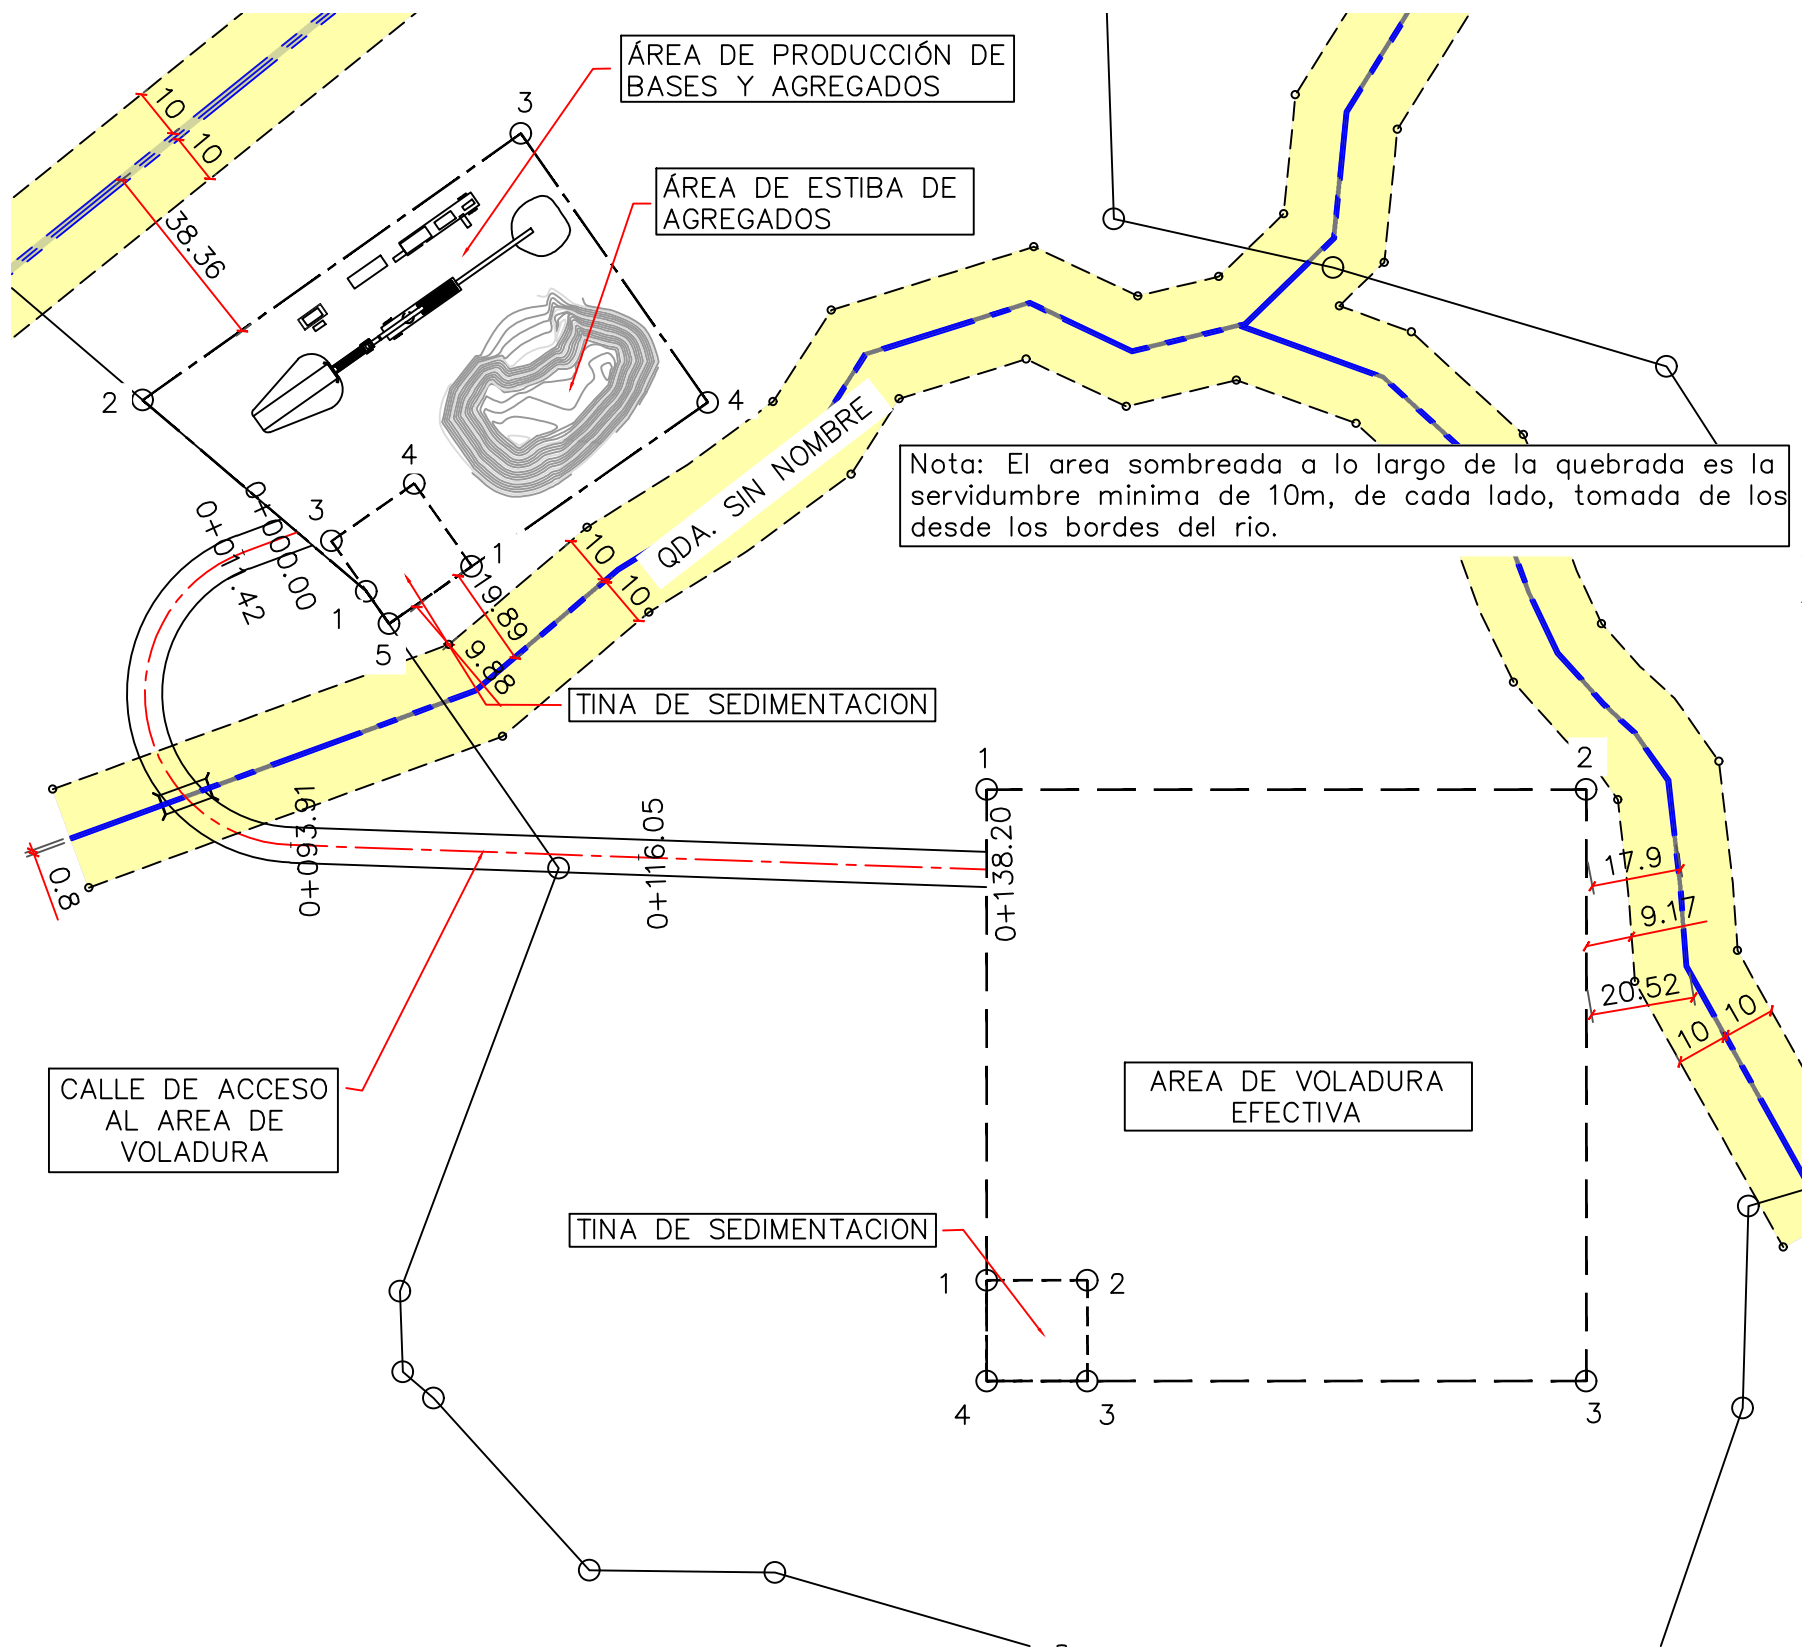 ÁREA DE PRODUCCIÓN DE
BASES Y AGREGADOS
10
10
3
ÁREA DE ESTIBA DE
AGREGADOS
38.36
2
4
QDA. SIN NOMBRE
Nota: El area sombreada a lo largo de la quebrada es la
servidumbre minima de 10m, de cada lado, tomada de los
desde los bordes del rio.
4
3
0+000.00
0+011.42
1
1
5
19.89
9.88
10
10
TINA DE SEDIMENTACION
1
2
0.8
0+093.91
0+116.05
0+138.20
17.9
9.17
20.52
10
10
CALLE DE ACCESO
AL AREA DE
VOLADURA
AREA DE VOLADURA
EFECTIVA
TINA DE SEDIMENTACION
1
2
4
3
3